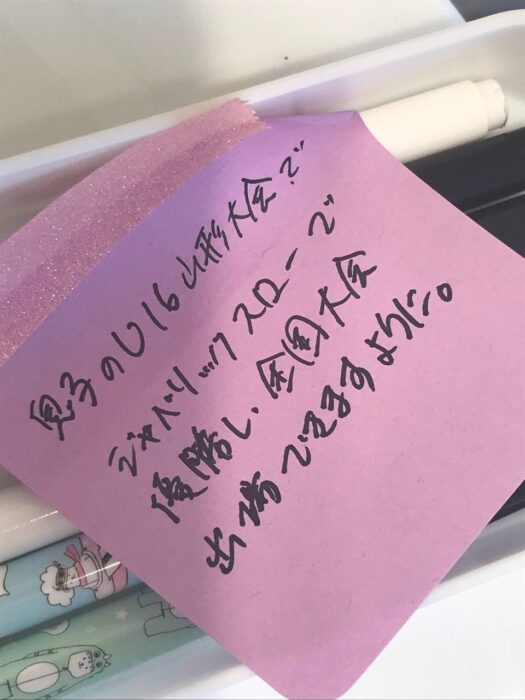 息子のU16山形大会で
ジャベリックスローで
優勝し、全国大会
出場できますように。